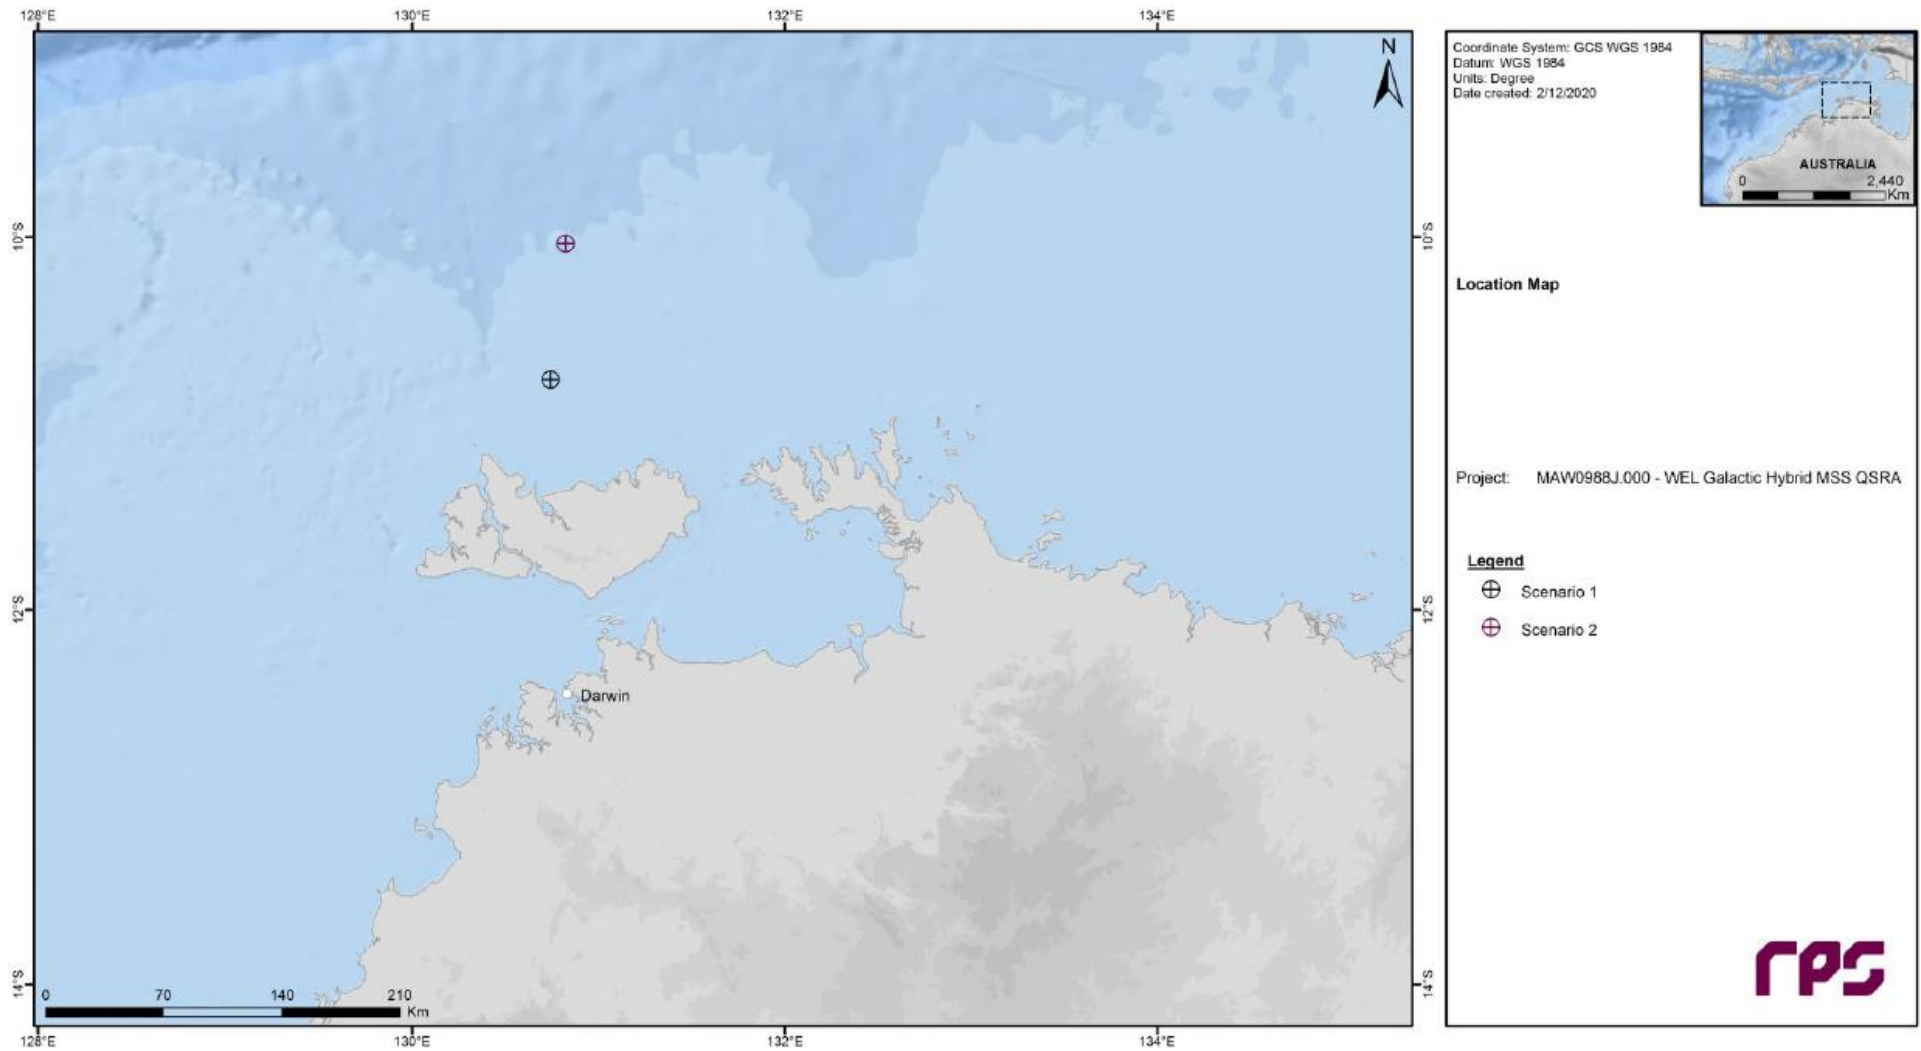 128°E
130°E
132°E
134°E
N
10°S
10°S
12°S
12°S
Darwin
14°S
14°S
0 70 140 210
Km
128°E
130°E
132°E
134°E
Coordinate System: GCS WGS 1984
Datum: WGS 1984
Units: Degree
Date created: 2/12/2020
AUSTRALIA
0 2,440
Km
Location Map
Project: MAW0988J.000 - WEL Galactic Hybrid MSS QSRA
Legend
Scenario 1
Scenario 2
rps